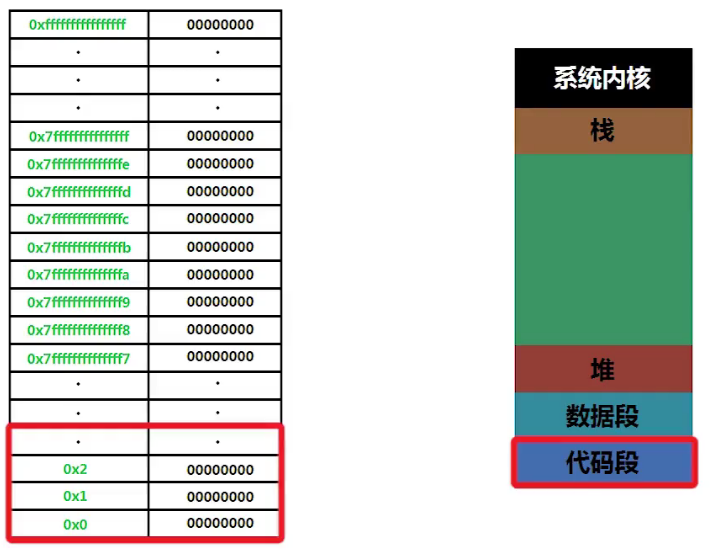 0xffffffffffffffff 00000000
. .
. .
. .
0x7fffffffffffffff 00000000
0x7ffffffffffffffe 00000000
0x7ffffffffffffffd 00000000
0x7ffffffffffffffc 00000000
0x7ffffffffffffffb 00000000
0x7ffffffffffffffa 00000000
0x7ffffffffffffff9 00000000
0x7ffffffffffffff8 00000000
0x7ffffffffffffff7 00000000
. .
. .
. .
0x2 00000000
0x1 00000000
0x0 00000000
系统内核
栈
堆
数据段
代码段